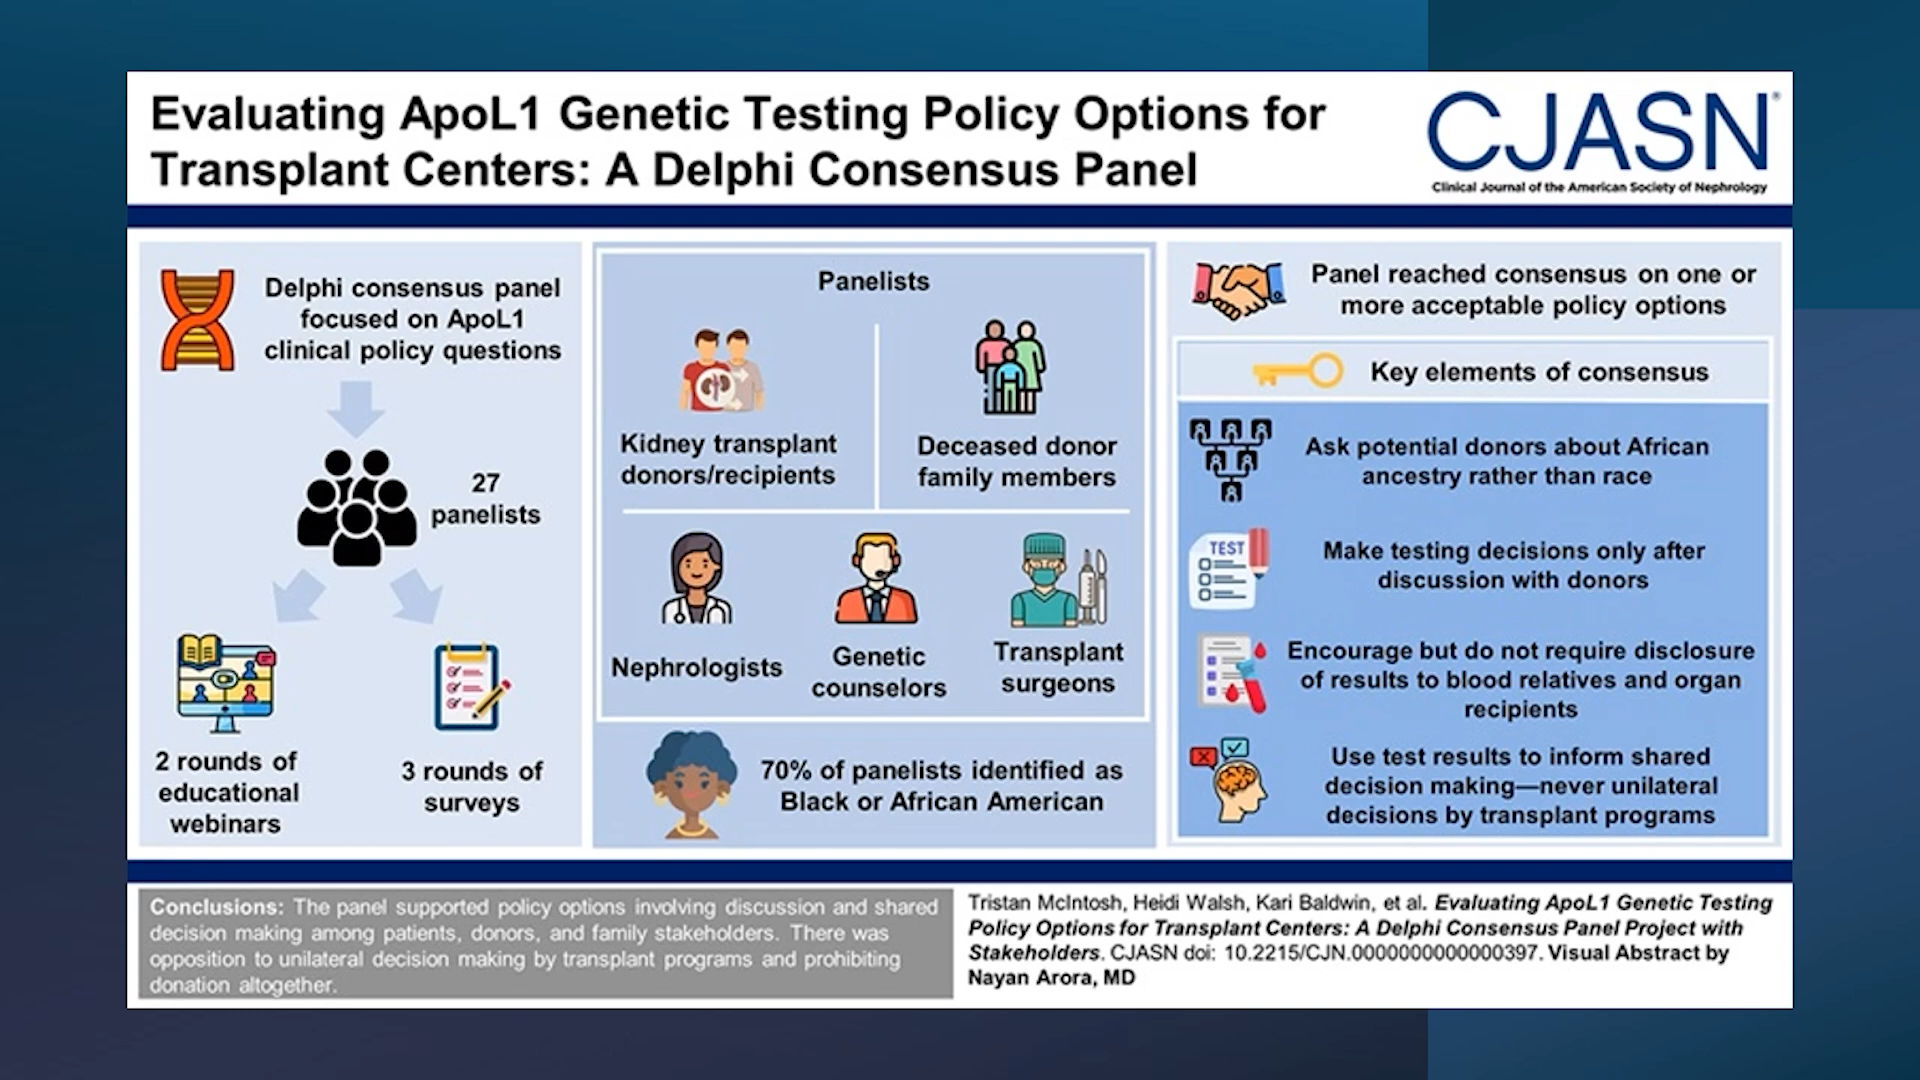 Evaluating ApoL1 Genetic Testing Policy Options for
Transplant Centers: A Delphi Consensus Panel
CJASN®
Clinical Journal of the American Society of Nephrology
Delphi consensus panel
focused on ApoL1
clinical policy questions
27
panelists
2 rounds of
educational
webinars
3 rounds of
surveys
Panelists
Kidney transplant
donors/recipients
Deceased donor
family members
Nephrologists
Genetic
counselors
Transplant
surgeons
70% of panelists identified as
Black or African American
Panel reached consensus on one or
more acceptable policy options
Key elements of consensus
Ask potential donors about African
ancestry rather than race
TEST
Make testing decisions only after
discussion with donors
Encourage but do not require disclosure
of results to blood relatives and organ
recipients
Use test results to inform shared
decision making—never unilateral
decisions by transplant programs
Conclusions: The panel supported policy options involving discussion and shared
decision making among patients, donors, and family stakeholders. There was
opposition to unilateral decision making by transplant programs and prohibiting
donation altogether.
Tristan McIntosh, Heidi Walsh, Kari Baldwin, et al. Evaluating ApoL1 Genetic Testing
Policy Options for Transplant Centers: A Delphi Consensus Panel Project with
Stakeholders. CJASN doi: 10.2215/CJN.0000000000000397. Visual Abstract by
Nayan Arora, MD